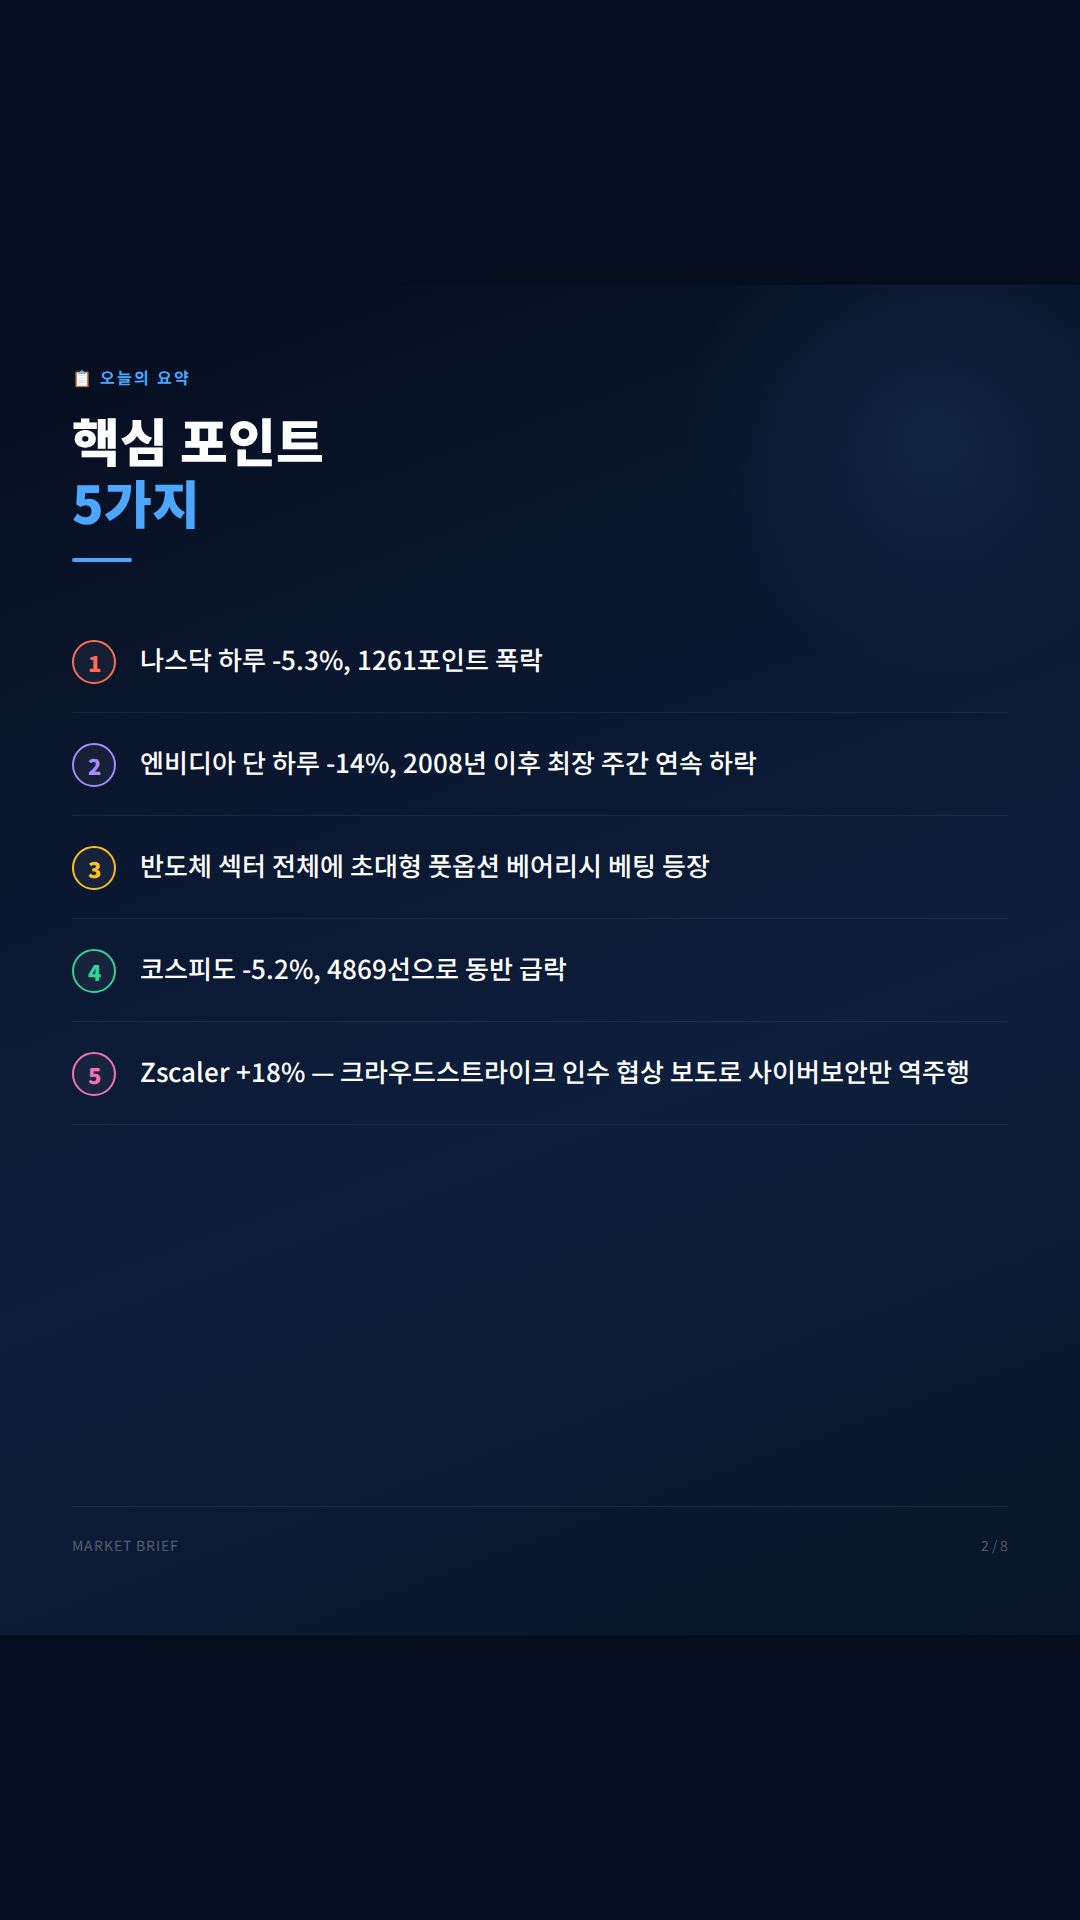 📋 오늘의 요약
핵심 포인트
5가지
1 나스닥 하루 -5.3%, 1261포인트 폭락
2 엔비디아 단 하루 -14%, 2008년 이후 최장 주간 연속 하락
3 반도체 섹터 전체에 초대형 풋옵션 베어리시 베팅 등장
4 코스피도 -5.2%, 4869선으로 동반 급락
5 Zscaler +18% — 크라우드스트라이크 인수 협상 보도로 사이버보안만 역주행
MARKET BRIEF
2 / 8